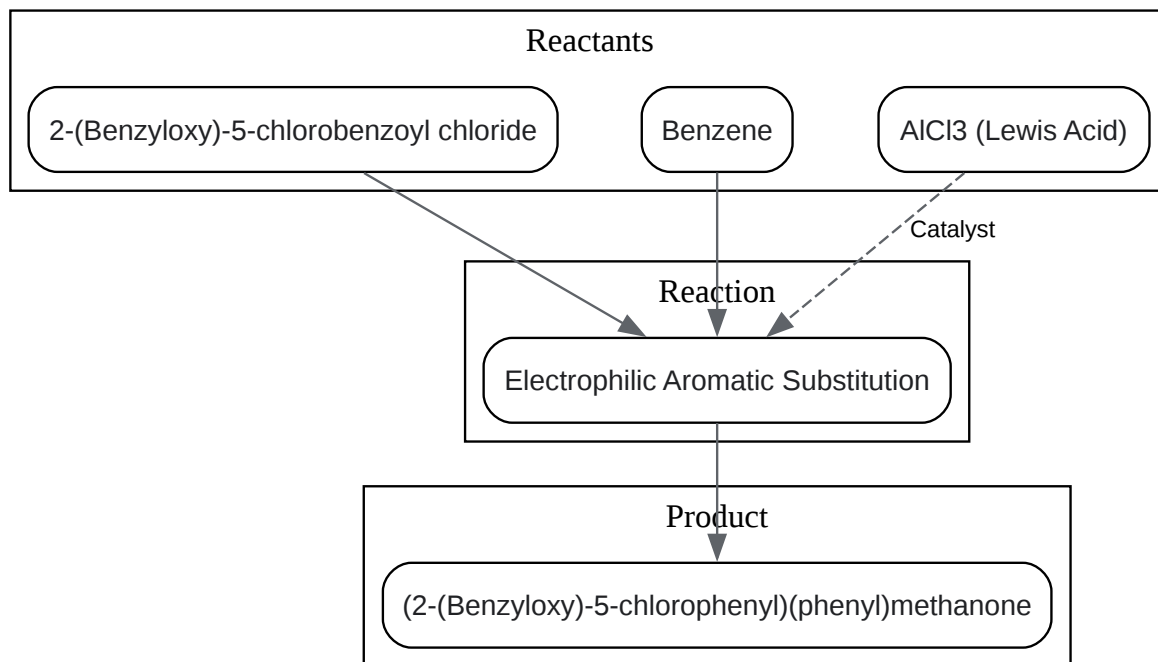 Reactants
2-(Benzyloxy)-5-chlorobenzoyl chloride
Benzene
AlCl3 (Lewis Acid)
Catalyst
Reaction
Electrophilic Aromatic Substitution
Product
(2-(Benzyloxy)-5-chlorophenyl)(phenyl)methanone